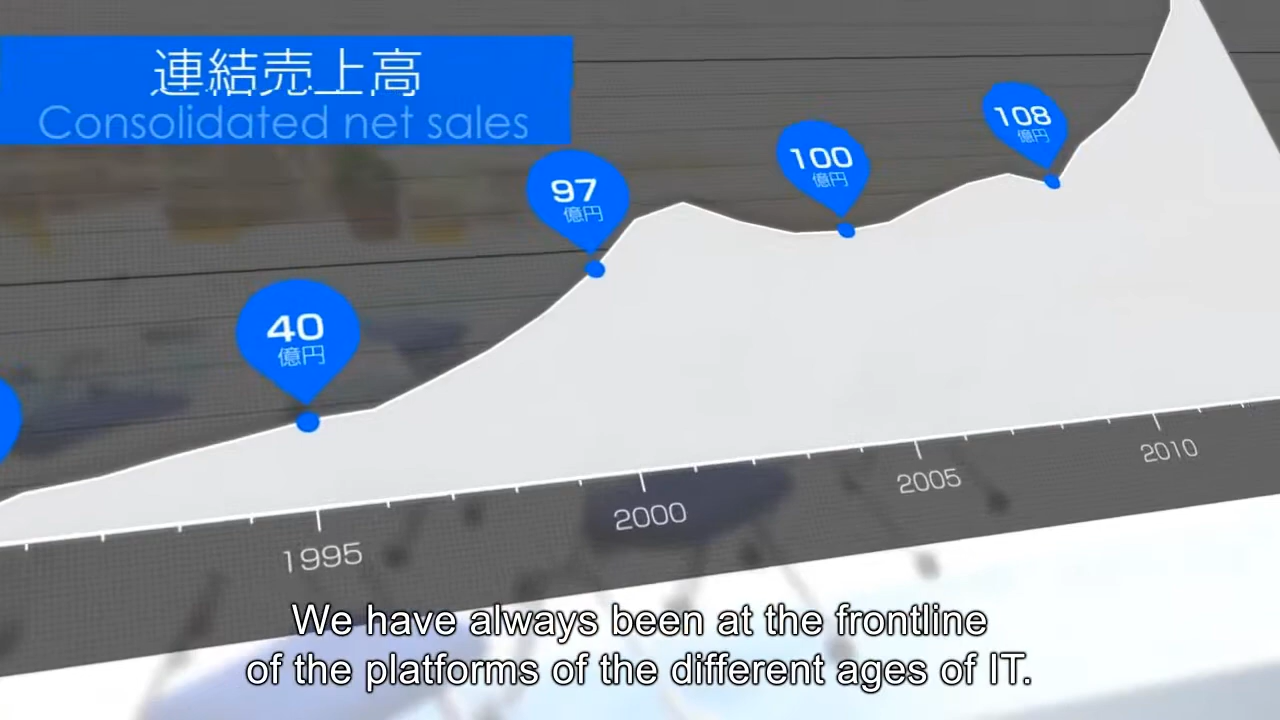 連結売上高
Consolidated net sales
40
億円
97
億円
100
億円
108
億円
1995
2000
2005
2010
We have always been at the frontline
of the platforms of the different ages of IT.